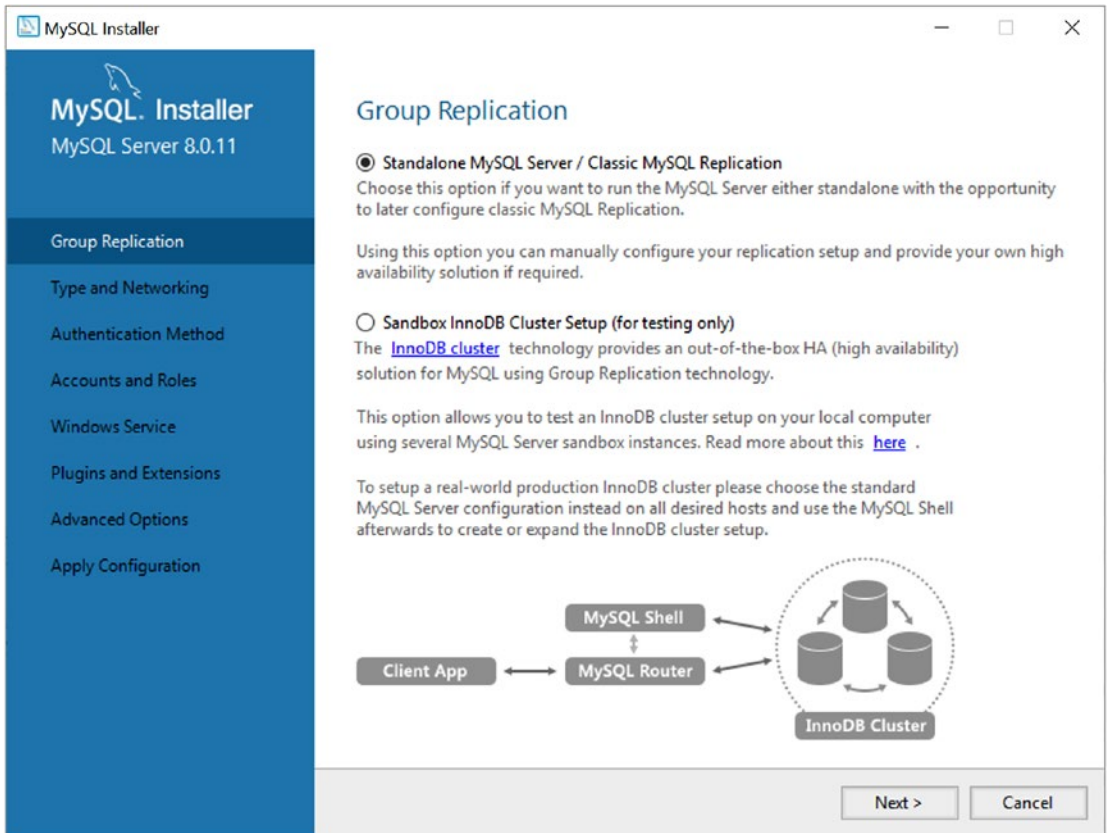 MySQL Installer
MySQL. Installer
MySQL Server 8.0.11
Group Replication
Type and Networking
Authentication Method
Accounts and Roles
Windows Service
Plugins and Extensions
Advanced Options
Apply Configuration
Group Replication
Standalone MySQL Server / Classic MySQL Replication
Choose this option if you want to run the MySQL Server either standalone with the opportunity
to later configure classic MySQL Replication.
Using this option you can manually configure your replication setup and provide your own high
availability solution if required.
Sandbox InnoDB Cluster Setup (for testing only)
The InnoDB cluster technology provides an out-of-the-box HA (high availability)
solution for MySQL using Group Replication technology.
This option allows you to test an InnoDB cluster setup on your local computer
using several MySQL Server sandbox instances. Read more about this here .
To setup a real-world production InnoDB cluster please choose the standard
MySQL Server configuration instead on all desired hosts and use the MySQL Shell
afterwards to create or expand the InnoDB cluster setup.
MySQL Shell
Client App
MySQL Router
InnoDB Cluster
Next >
Cancel